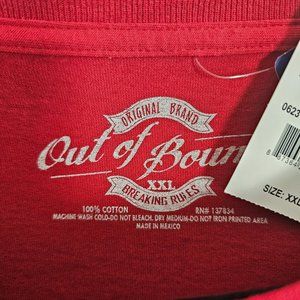 ORIGINAL BRAND
Out of Boun
XXL
BREAKING RULES
100% COTTON RN# 137834
MACHINE WASH COLD-DO NOT BLEACH. DRY MEDIUM-DO NOT IRON PRINTED AREA
MADE IN MEXICO
0623
SIZE: XXL